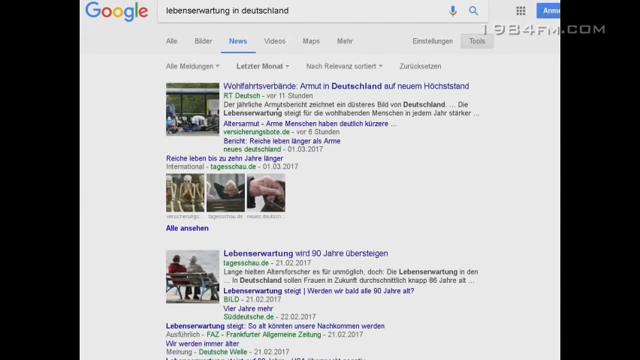 Google
lebenserwartung in deutschland
Anme
1984FM.COM
Alle Bilder News Videos Maps Mehr Einstellungen Tools
Alle Meldungen Letzter Monat Nach Relevanz sortiert Zurücksetzen
Wohlfahrtsverbände: Armut in Deutschland auf neuem Höchststand
RT Deutsch - vor 11 Stunden
Der jährliche Armutsbericht zeichnet ein düsteres Bild von Deutschland. ... Die
Lebenserwartung steigt für die wohlhabenden Menschen in jedem Jahr stärker ...
Altersarmut - Arme Menschen haben deutlich kürzere ...
versicherungsbote.de - vor 6 Stunden
Bericht: Reiche leben länger als Arme
neues deutschland - 01.03.2017
Reiche leben bis zu zehn Jahre länger
International - tagesschau.de - 01.03.2017
versicherungs... tagesschau.de neues deutsch...
Alle ansehen
Lebenserwartung wird 90 Jahre übersteigen
tagesschau.de - 21.02.2017
Lange hielten Altersforscher es für unmöglich, doch: Die Lebenserwartung in den
... In Deutschland sollen Frauen in Zukunft durchschnittlich knapp 86 Jahre alt ...
Lebenserwartung steigt | Werden wir bald alle 90 Jahre alt?
BILD - 21.02.2017
Vier Jahre mehr
Süddeutsche.de - 22.02.2017
Lebenserwartung steigt: So alt könnten unsere Nachkommen werden
Ausführlich - FAZ - Frankfurter Allgemeine Zeitung - 21.02.2017
Wir werden immer älter
Meinung - Deutsche Welle - 21.02.2017